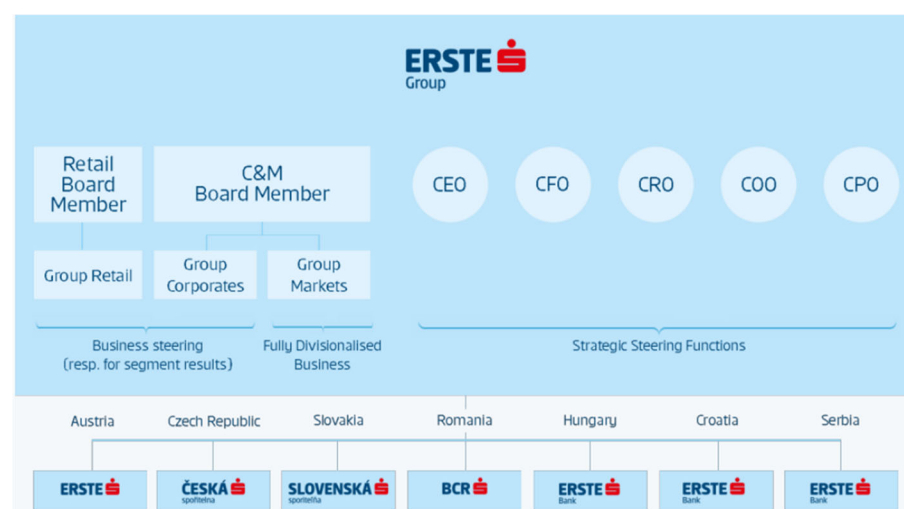 ERSTE
Group
Retail
Board
Member
C&M
Board Member
CEO
CFO
CRO
COO
CPO
Group Retail
Group
Corporates
Group
Markets
Business steering
(resp. for segment results)
Fully Divisionalised
Business
Strategic Steering Functions
Austria
Czech Republic
Slovakia
Romania
Hungary
Croatia
Serbia
ERSTE
ČESKÁ
spořitelna
SLOVENSKÁ
sporiteľňa
BCR
ERSTE
Bank
ERSTE
Bank
ERSTE
Bank